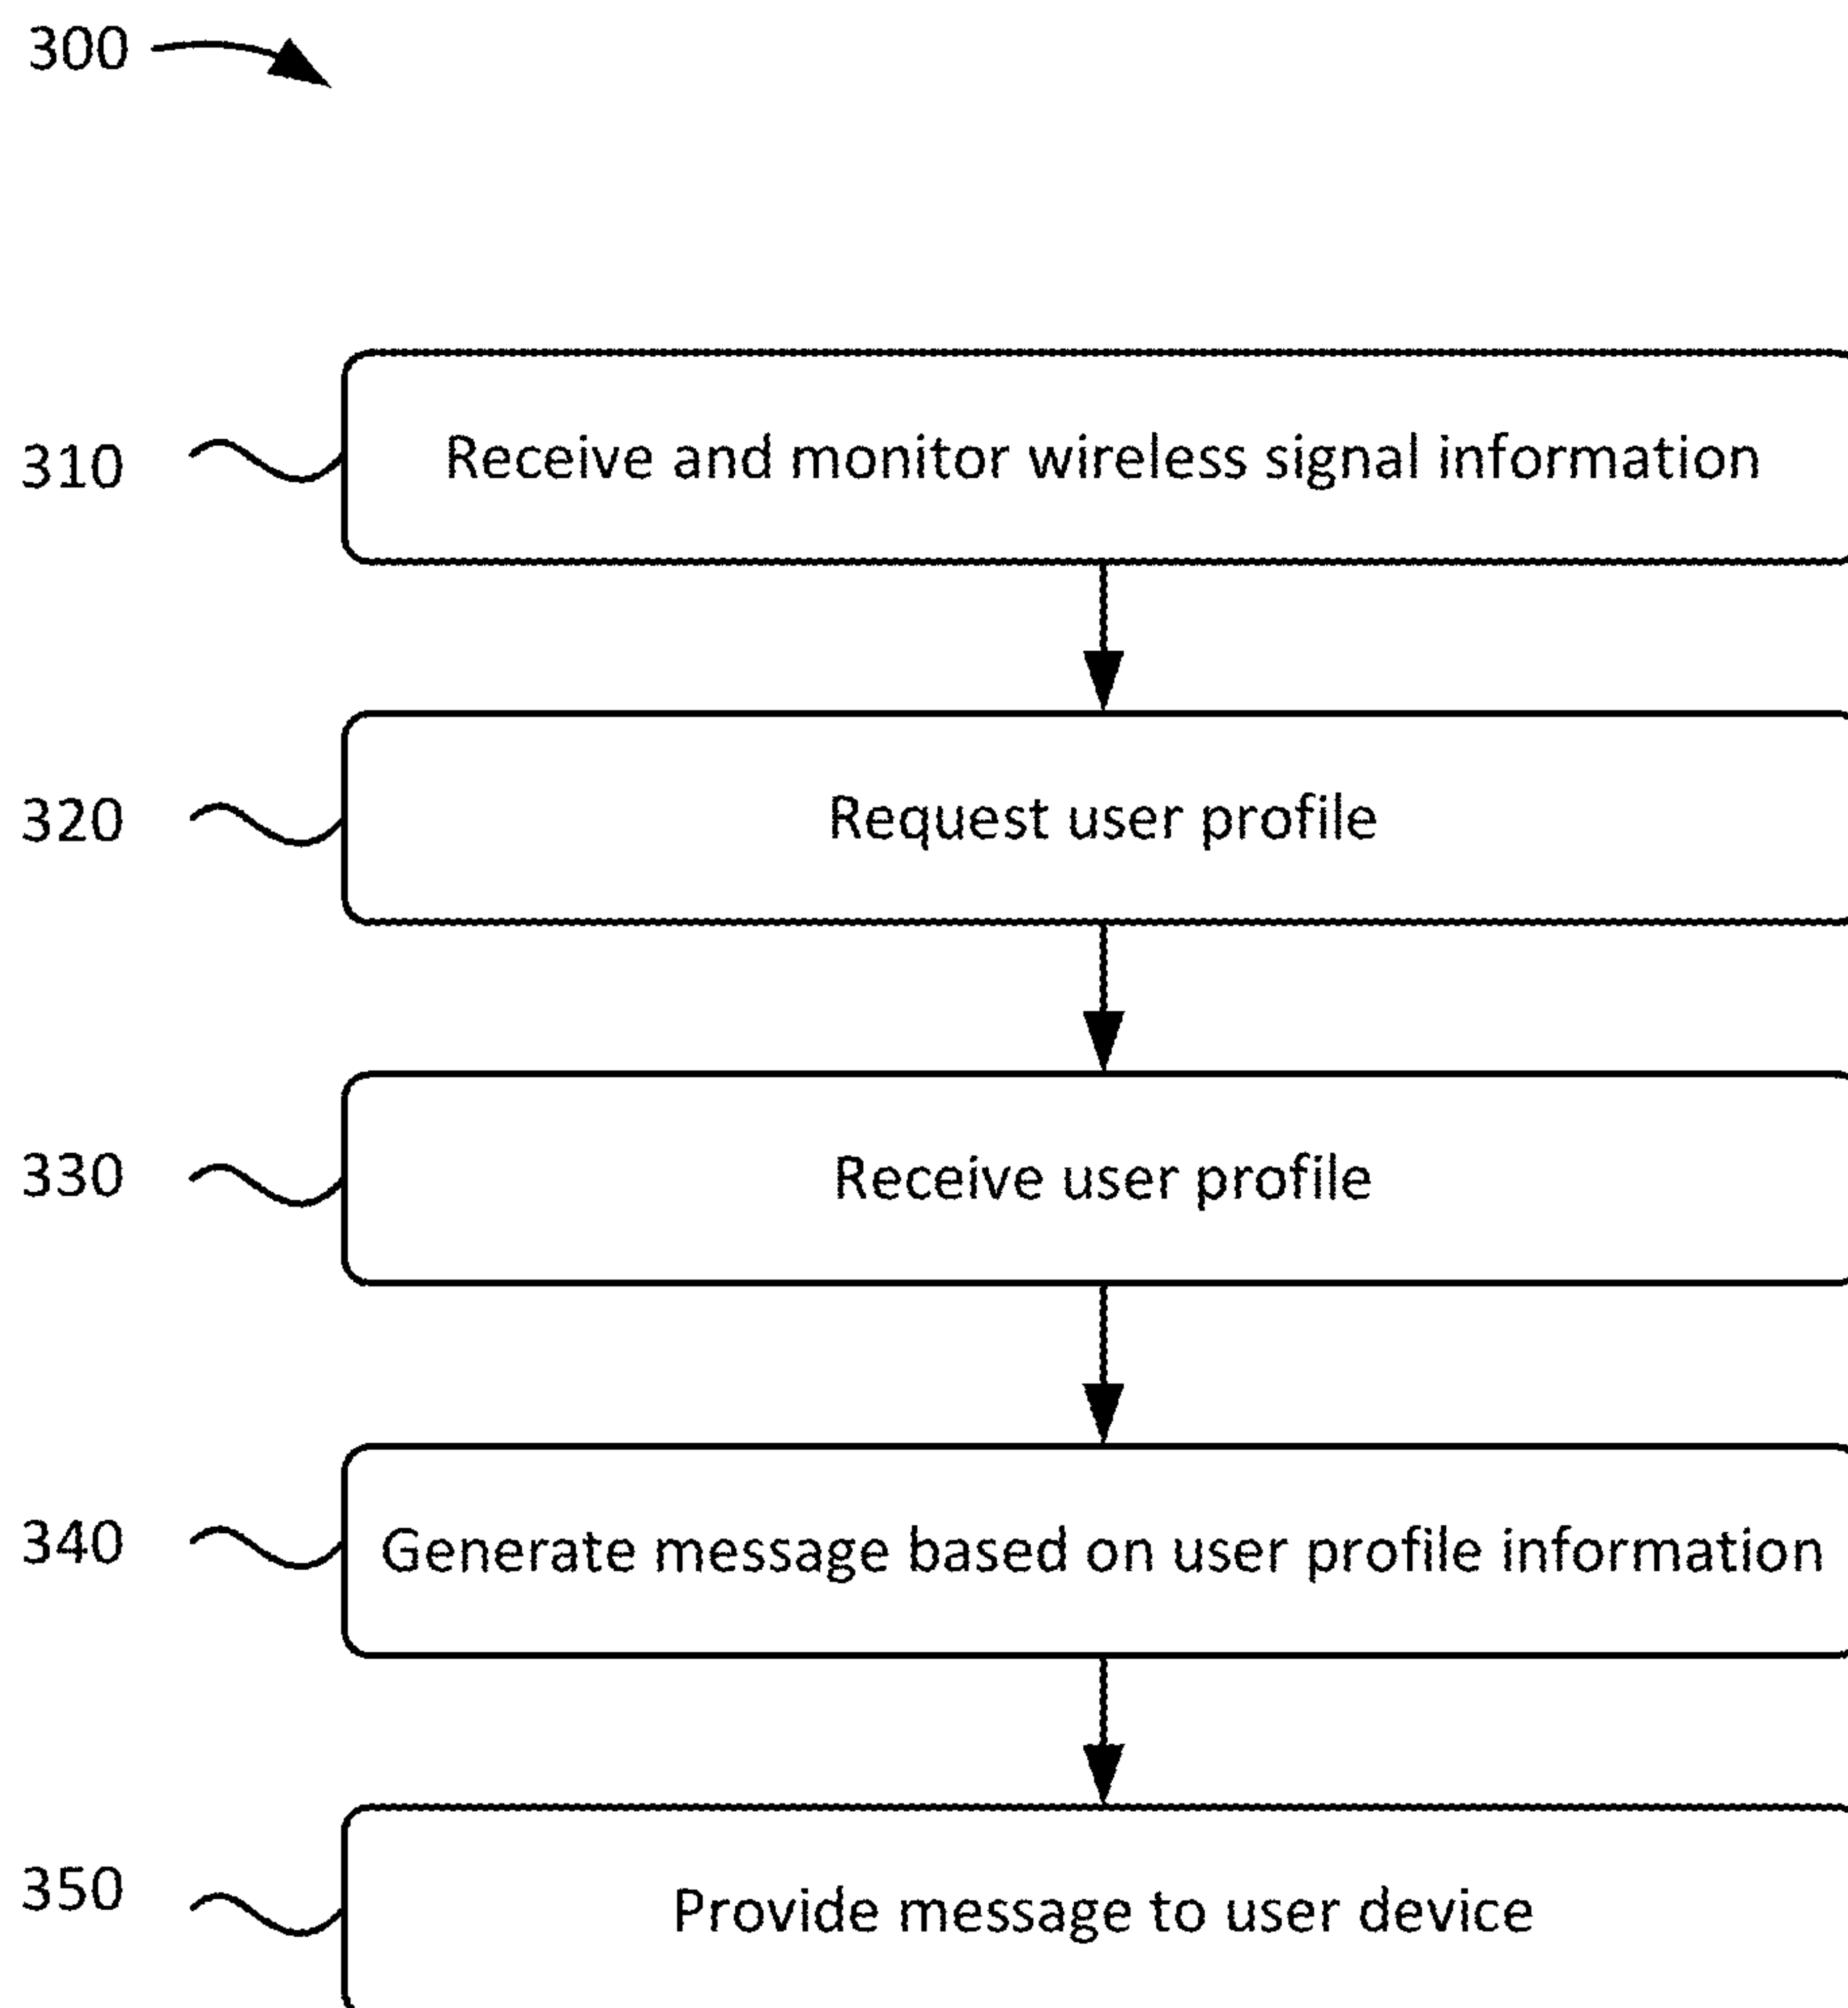 300
310 Receive and monitor wireless signal information
320 Request user profile
330 Receive user profile
340 Generate message based on user profile information
350 Provide message to user device